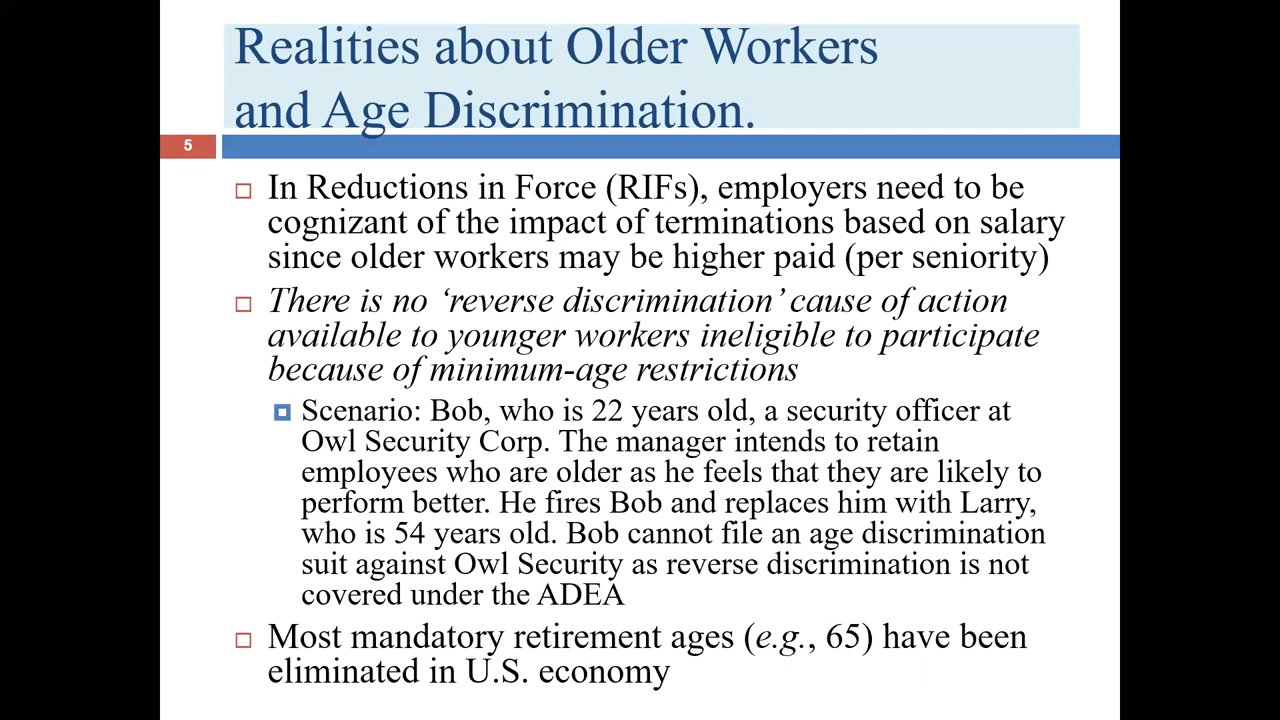 Realities about Older Workers
and Age Discrimination.
5
In Reductions in Force (RIFs), employers need to be
cognizant of the impact of terminations based on salary
since older workers may be higher paid (per seniority)
There is no ‘reverse discrimination’ cause of action
available to younger workers ineligible to participate
because of minimum-age restrictions
Scenario: Bob, who is 22 years old, a security officer at
Owl Security Corp. The manager intends to retain
employees who are older as he feels that they are likely to
perform better. He fires Bob and replaces him with Larry,
who is 54 years old. Bob cannot file an age discrimination
suit against Owl Security as reverse discrimination is not
covered under the ADEA
Most mandatory retirement ages (e.g., 65) have been
eliminated in U.S. economy